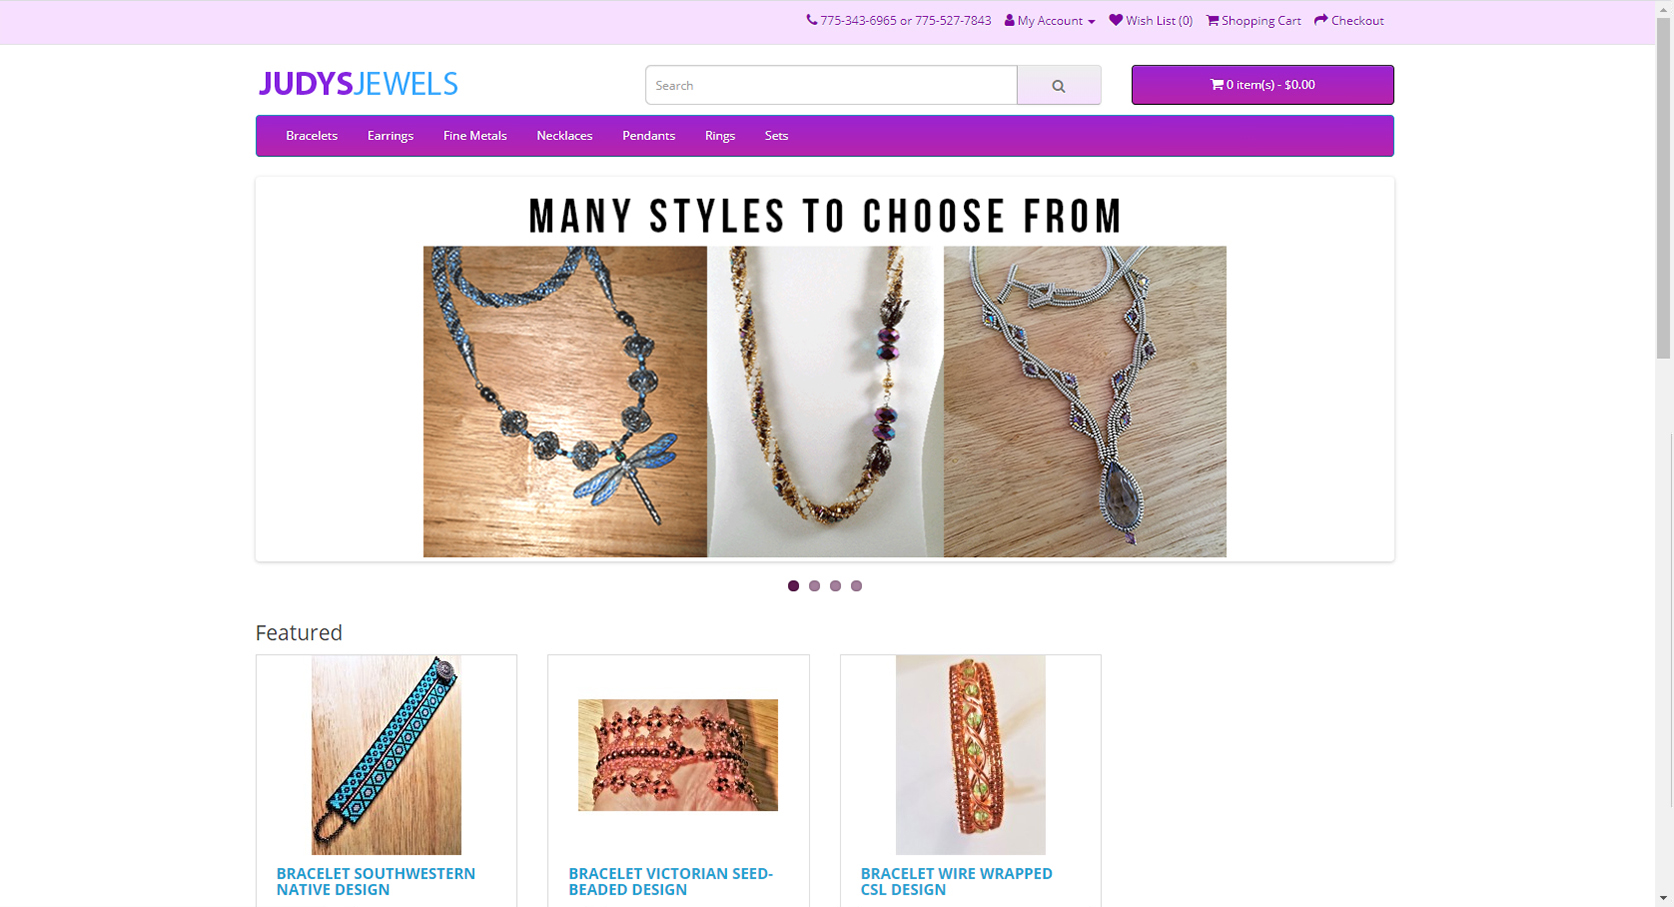 775-343-6965 or 775-527-7843 My Account Wish List (0) Shopping Cart Checkout
JUDYSJEWELS Search 0 item(s) - $0.00
Bracelets Earrings Fine Metals Necklaces Pendants Rings Sets
MANY STYLES TO CHOOSE FROM
Featured
BRACELET SOUTHWESTERN NATIVE DESIGN
BRACELET VICTORIAN SEED-BEADED DESIGN
BRACELET WIRE WRAPPED CSL DESIGN